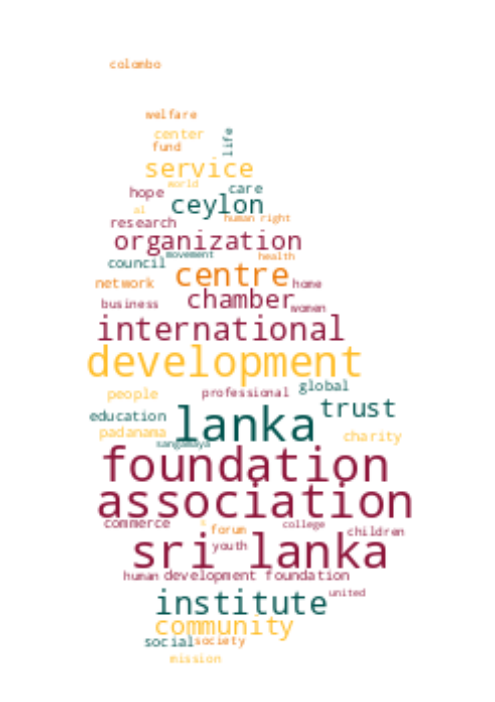 colombo
welfare
center
life
fund
service
world
hope care
al ceylon
human right
research
organization
movement health
council
centre
network home
chamber
business women
international
development
global
people professional
trust
education
lanka
padanama charity
sangamaya
foundation
association
commerce college
forum children
sri lanka
youth
human development foundation
institute united
community
social society
mission